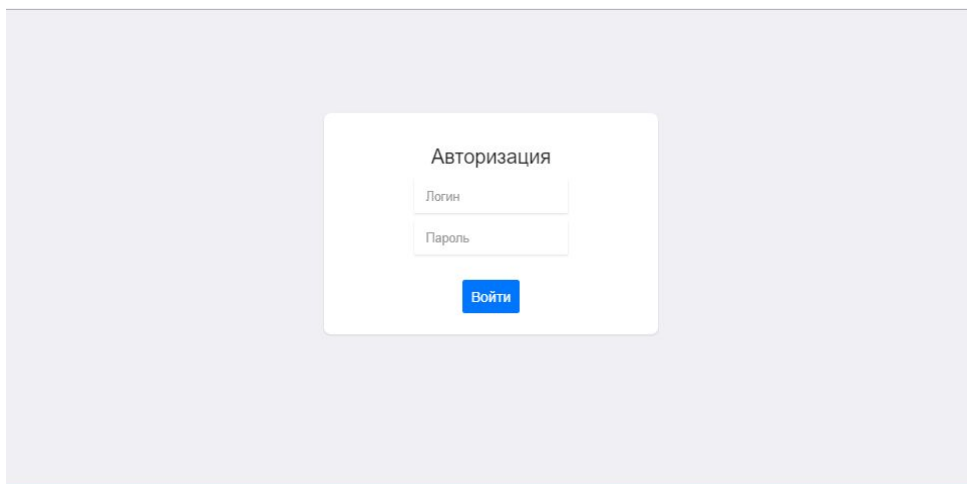 Авторизация
Логин
Пароль
Войти